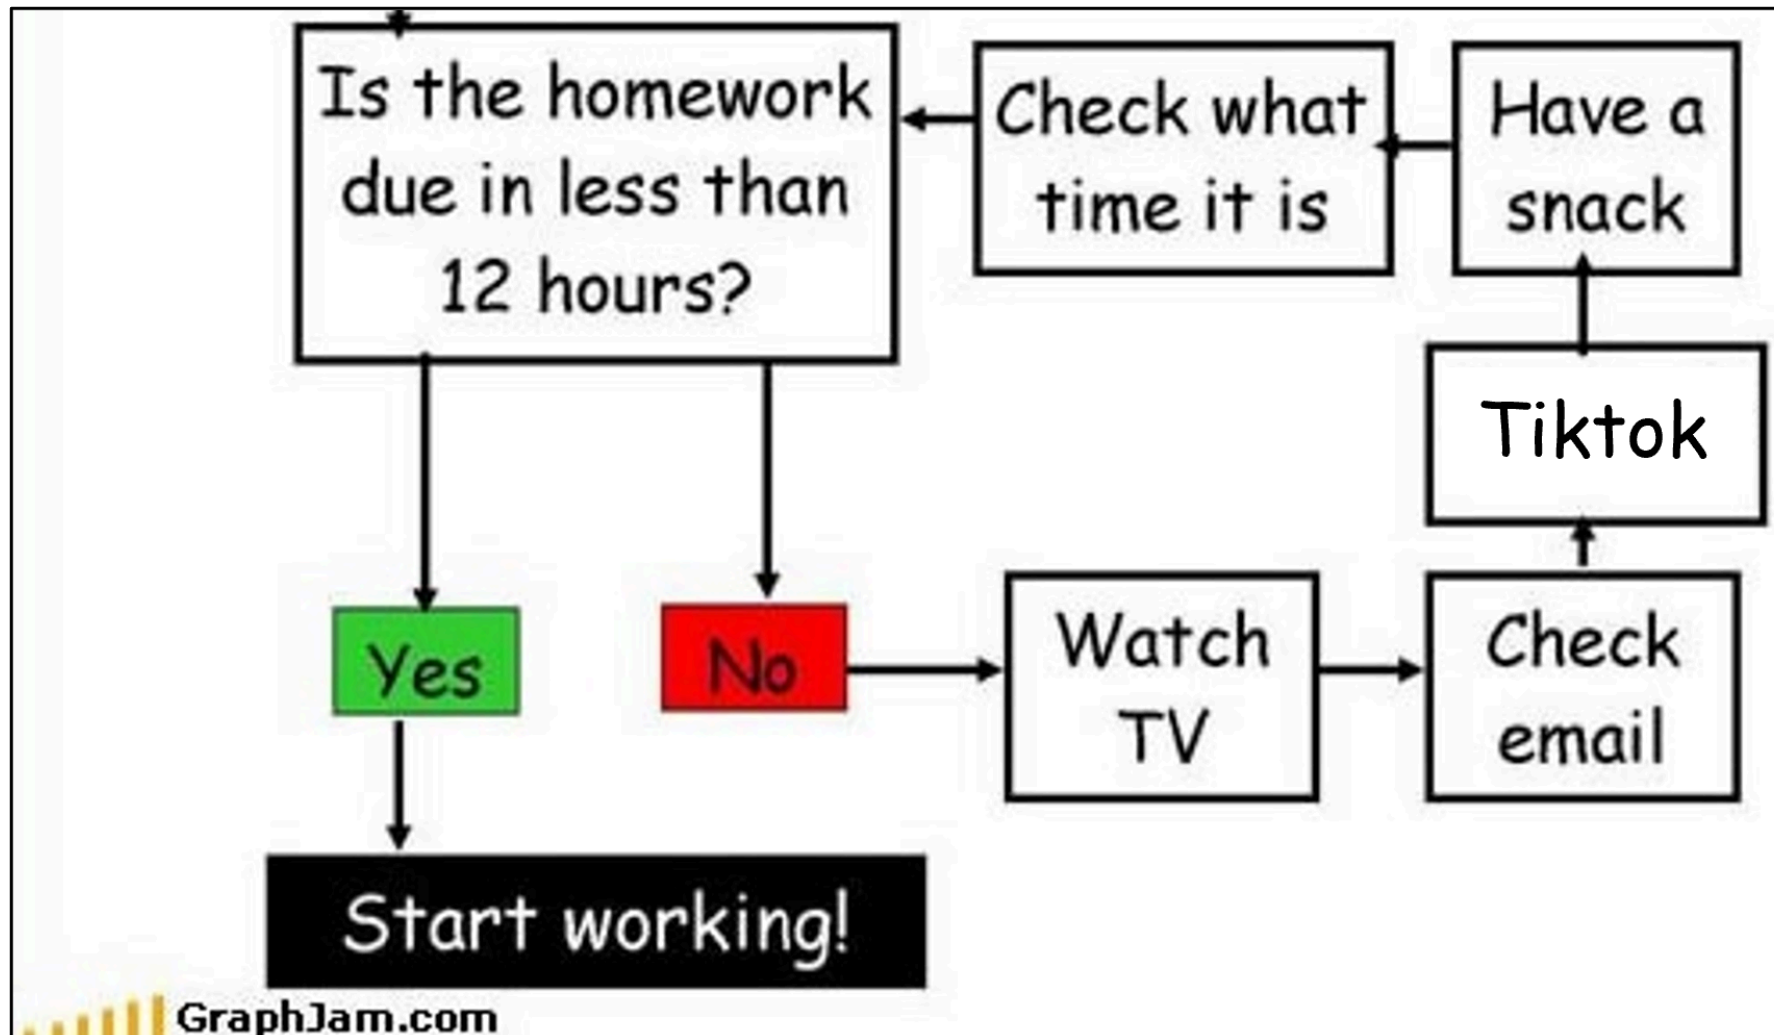 Is the homework
due in less than
12 hours?
Check what
time it is
Have a
snack
Tiktok
Yes
No
Watch
TV
Check
email
Start working!
GraphJam.com